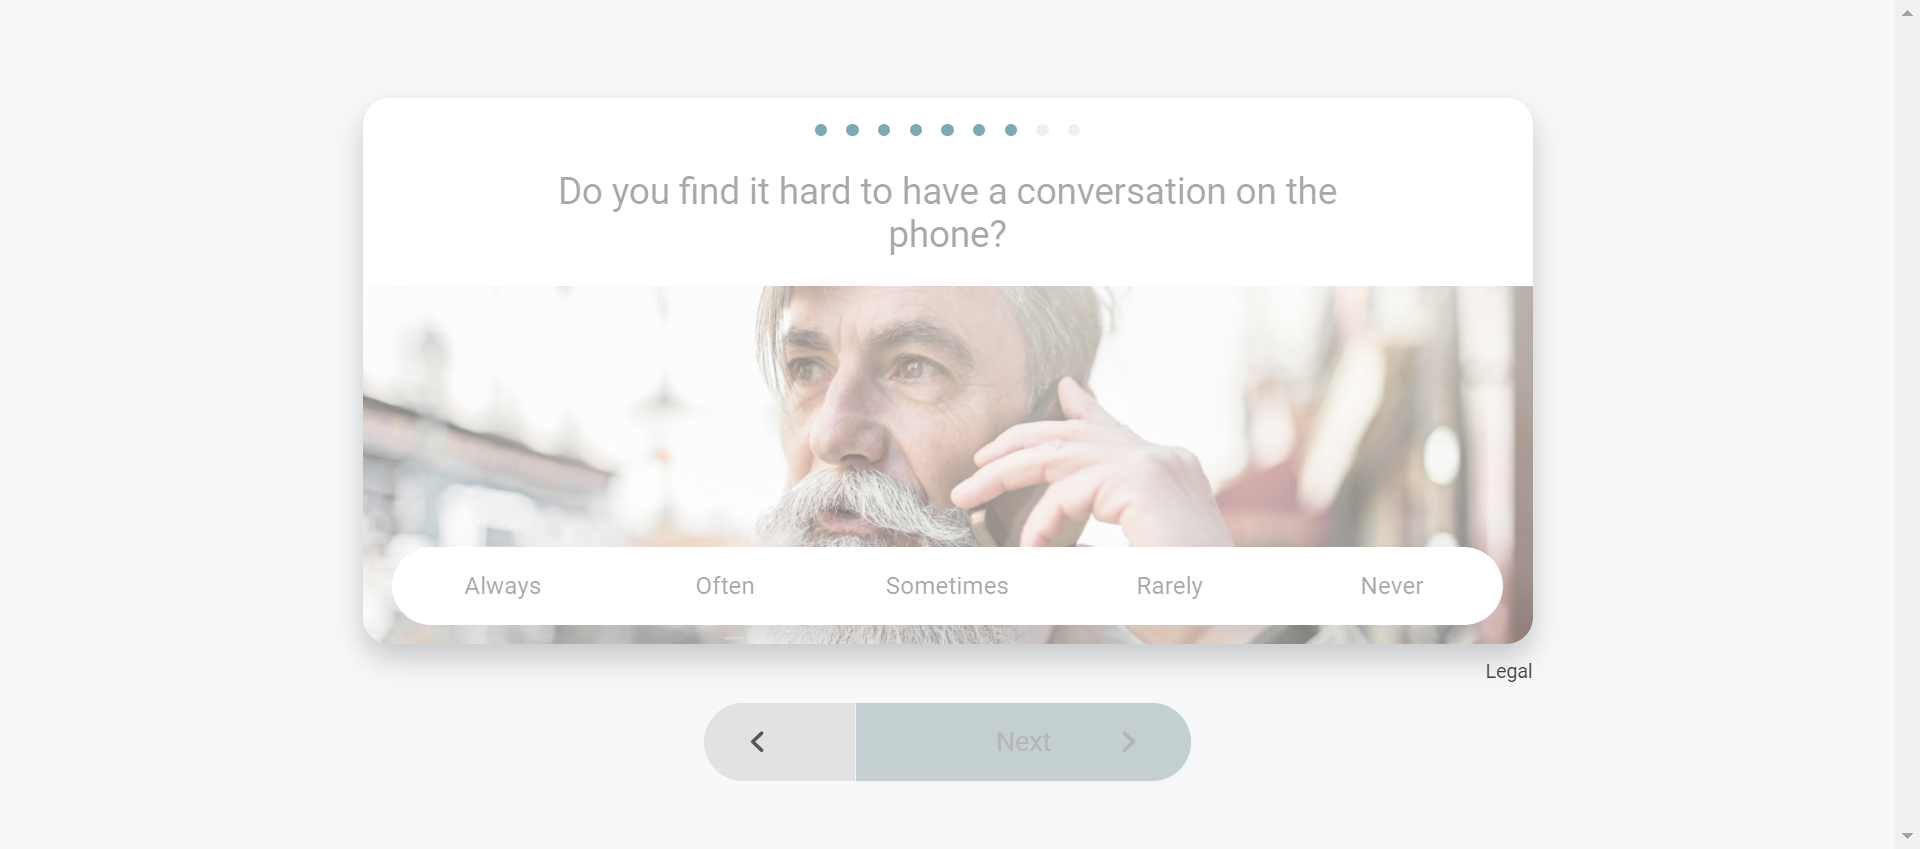 Do you find it hard to have a conversation on the
phone?
Always Often Sometimes Rarely Never
Legal
Next